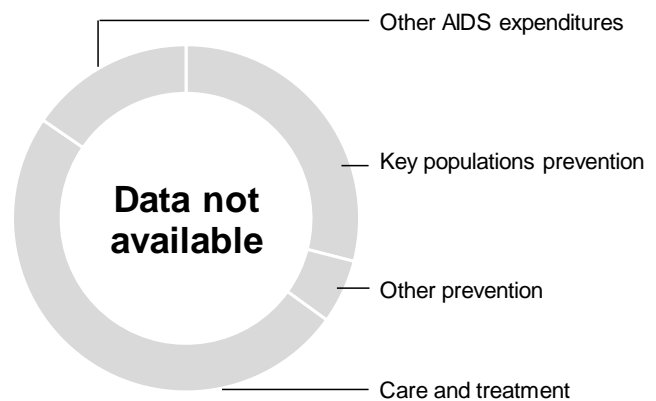 Other AIDS expenditures
Key populations prevention
Data not
available
Other prevention
Care and treatment